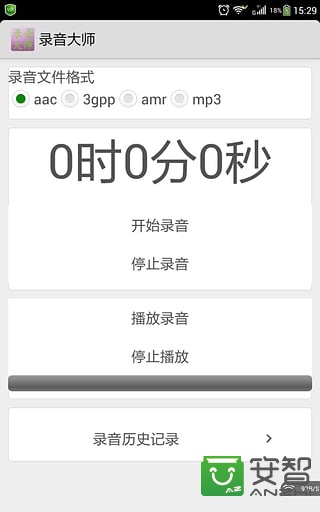 18% 15:29
录音大师
录音文件格式
aac 3gpp amr mp3
0时0分0秒
开始录音
停止录音
播放录音
停止播放
录音历史记录
安智